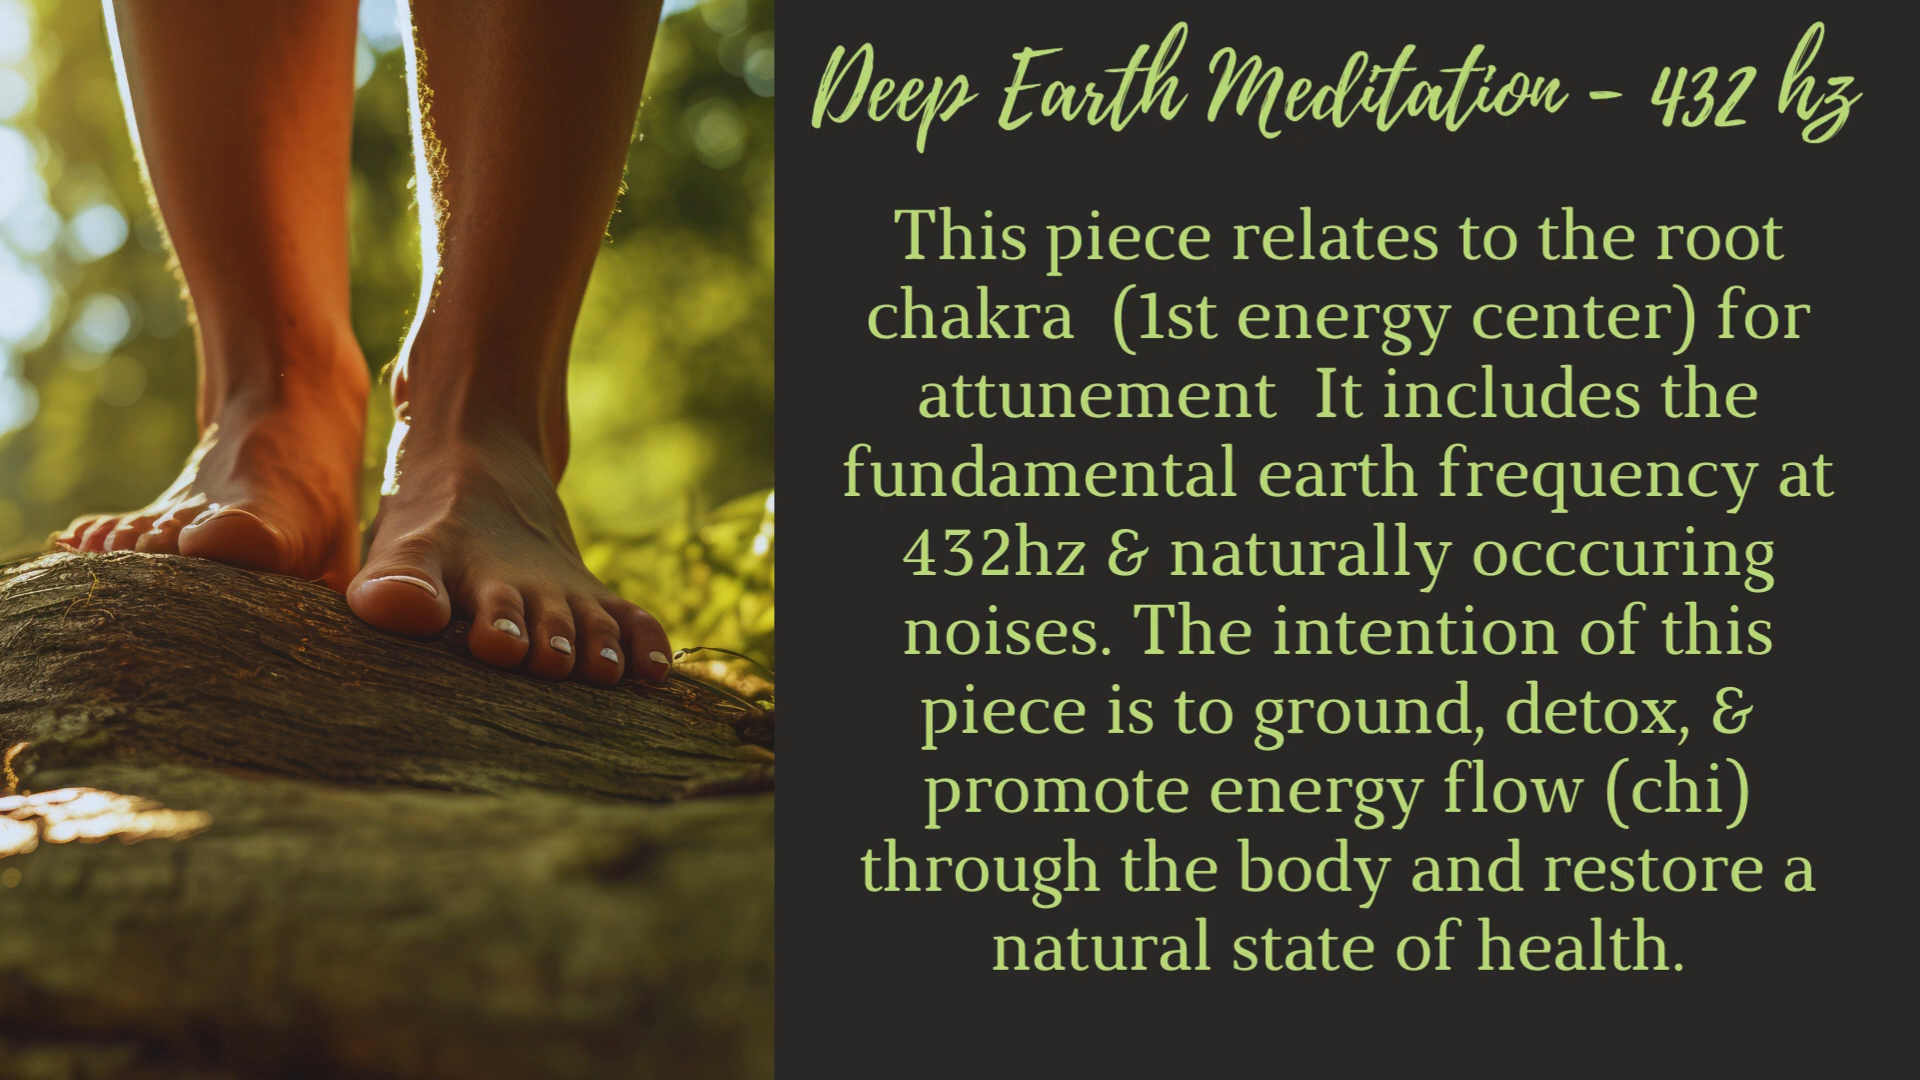 Deep Earth Meditation - 432 hz
This piece relates to the root
chakra  (1st energy center) for
attunement  It includes the
fundamental earth frequency at
432hz & naturally occcuring
noises. The intention of this
piece is to ground, detox, &
promote energy flow (chi)
through the body and restore a
natural state of health.